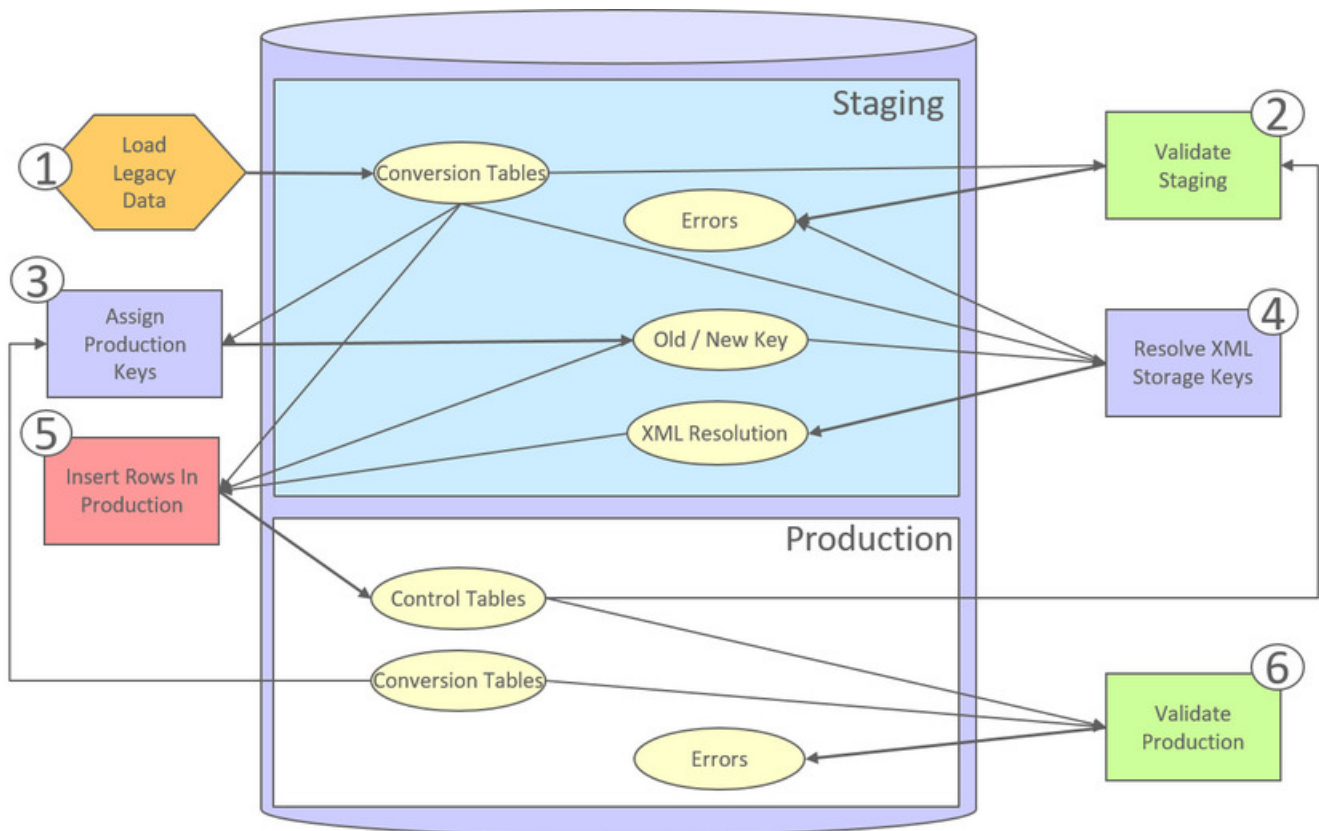 Staging
1
Load
Legacy
Data
Conversion Tables
2
Validate
Staging
Errors
3
Assign
Production
Keys
Old / New Key
4
Resolve XML
Storage Keys
XML Resolution
5
Insert Rows In
Production
Production
Control Tables
Conversion Tables
Errors
6
Validate
Production